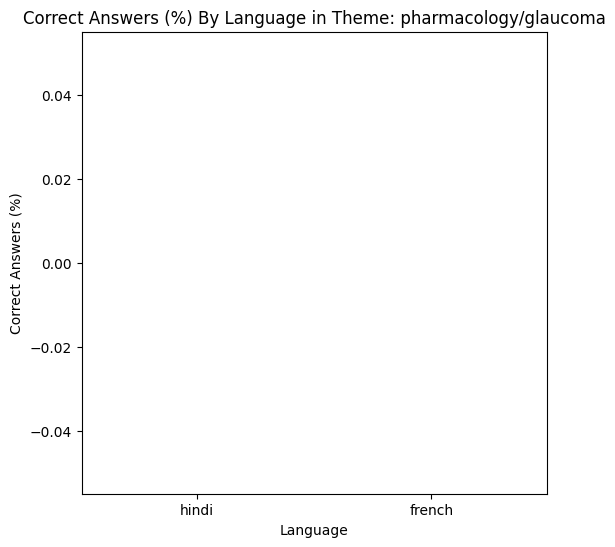 Correct Answers (%) By Language in Theme: pharmacology/glaucoma
0.04
0.02
0.00
−0.02
−0.04
Correct Answers (%)
hindi french
Language